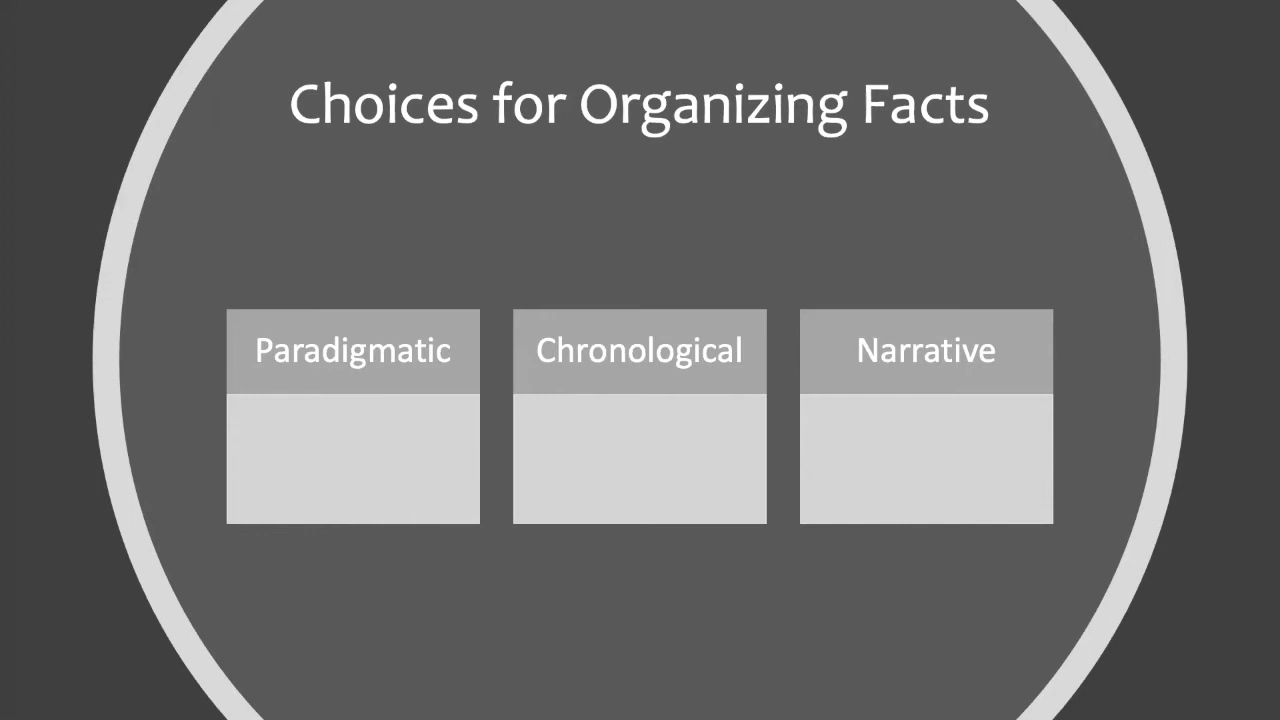 Choices for Organizing Facts
Paradigmatic
Chronological
Narrative